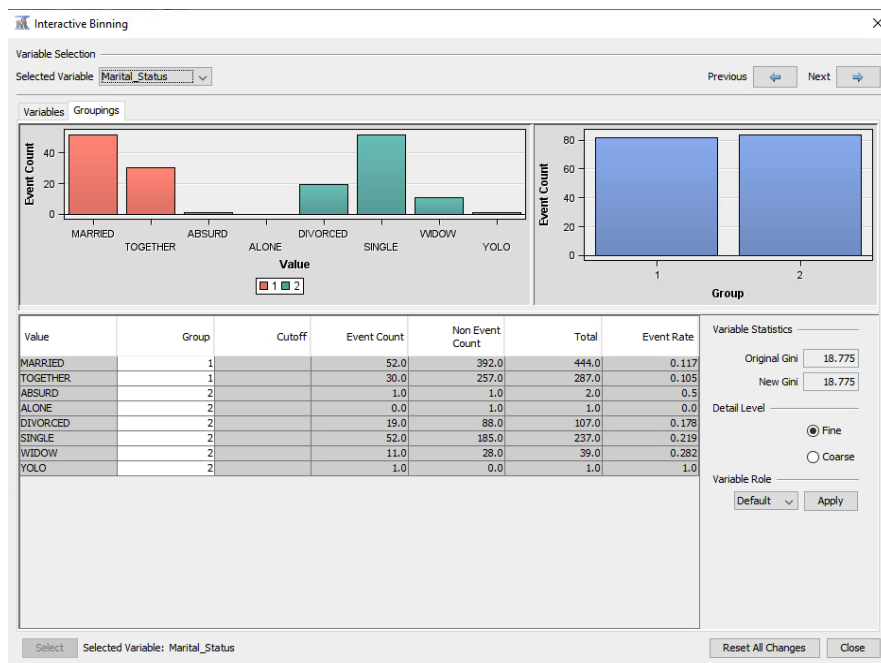 Interactive Binning
Variable Selection
Selected Variable Marital_Status Previous Next
Variables Groupings
Event Count
40
20
0
MARRIED TOGETHER ABSURD ALONE DIVORCED SINGLE WIDOW YOLO
Value
1 2
Event Count
80
60
40
20
0
1 2
Group
Value Group Cutoff Event Count Non Event Count Total Event Rate
MARRIED 1 52.0 392.0 444.0 0.117
TOGETHER 1 30.0 257.0 287.0 0.105
ABSURD 2 1.0 1.0 2.0 0.5
ALONE 2 0.0 1.0 1.0 0.0
DIVORCED 2 19.0 88.0 107.0 0.178
SINGLE 2 52.0 185.0 237.0 0.219
WIDOW 2 11.0 28.0 39.0 0.282
YOLO 2 1.0 0.0 1.0 1.0
Variable Statistics
Original Gini 18.775
New Gini 18.775
Detail Level
Fine
Coarse
Variable Role
Default Apply
Select Selected Variable: Marital_Status Reset All Changes Close